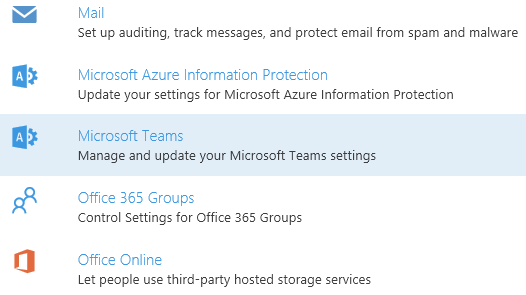 Mail
Set up auditing, track messages, and protect email from spam and malware
Microsoft Azure Information Protection
Update your settings for Microsoft Azure Information Protection
Microsoft Teams
Manage and update your Microsoft Teams settings
Office 365 Groups
Control Settings for Office 365 Groups
Office Online
Let people use third-party hosted storage services